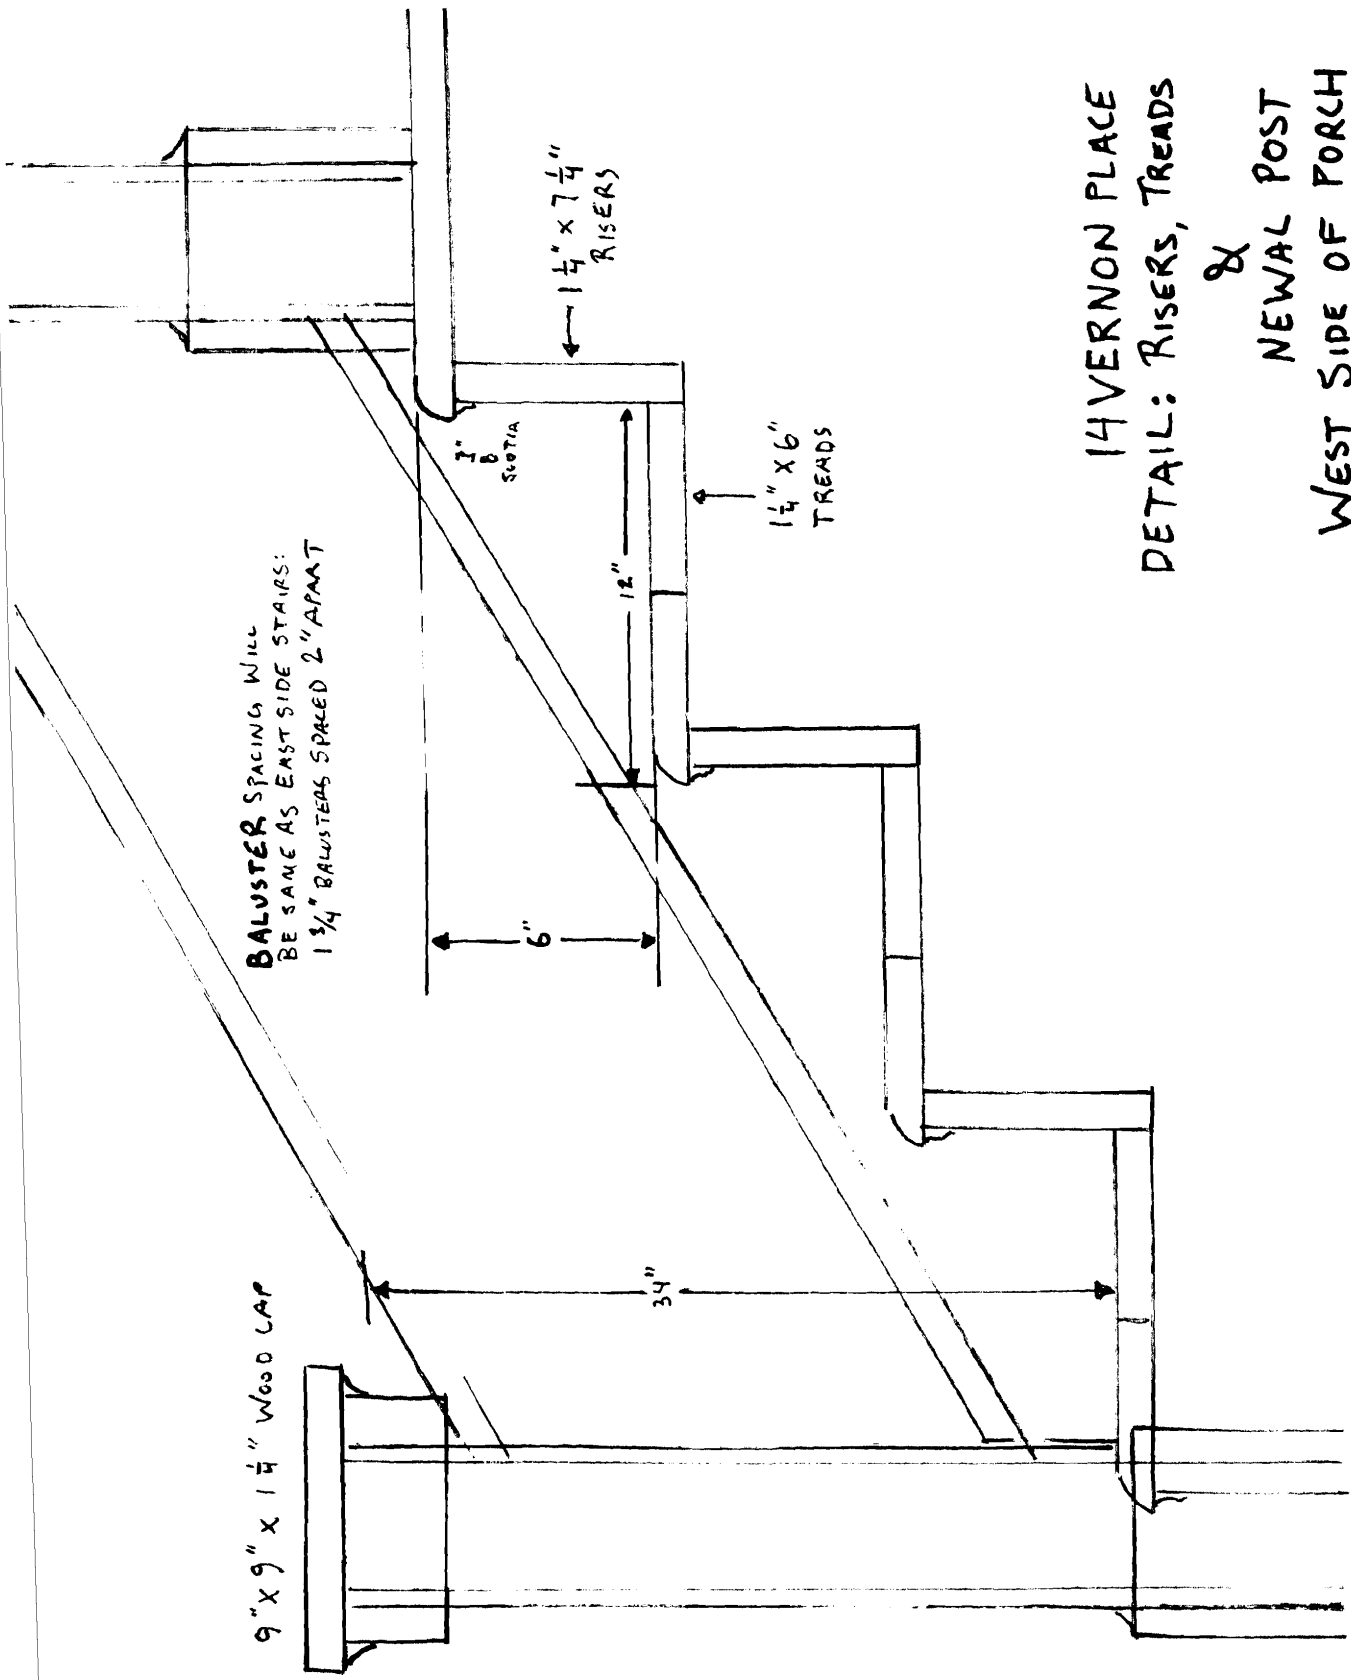 9" x 9" x 1 1/4" WOOD CAP
BALUSTER SPACING WILL
BE SAME AS EAST SIDE STAIRS:
1 3/4" BALUSTERS SPACED 2" APART
34"
6"
12"
7/8"
SCOTIA
1 1/4" x 7 1/4"
RISERS
1 1/4" x 6"
TREADS
14 VERNON PLACE
DETAIL: RISERS, TREADS
&
NEWAL POST
WEST SIDE OF PORCH